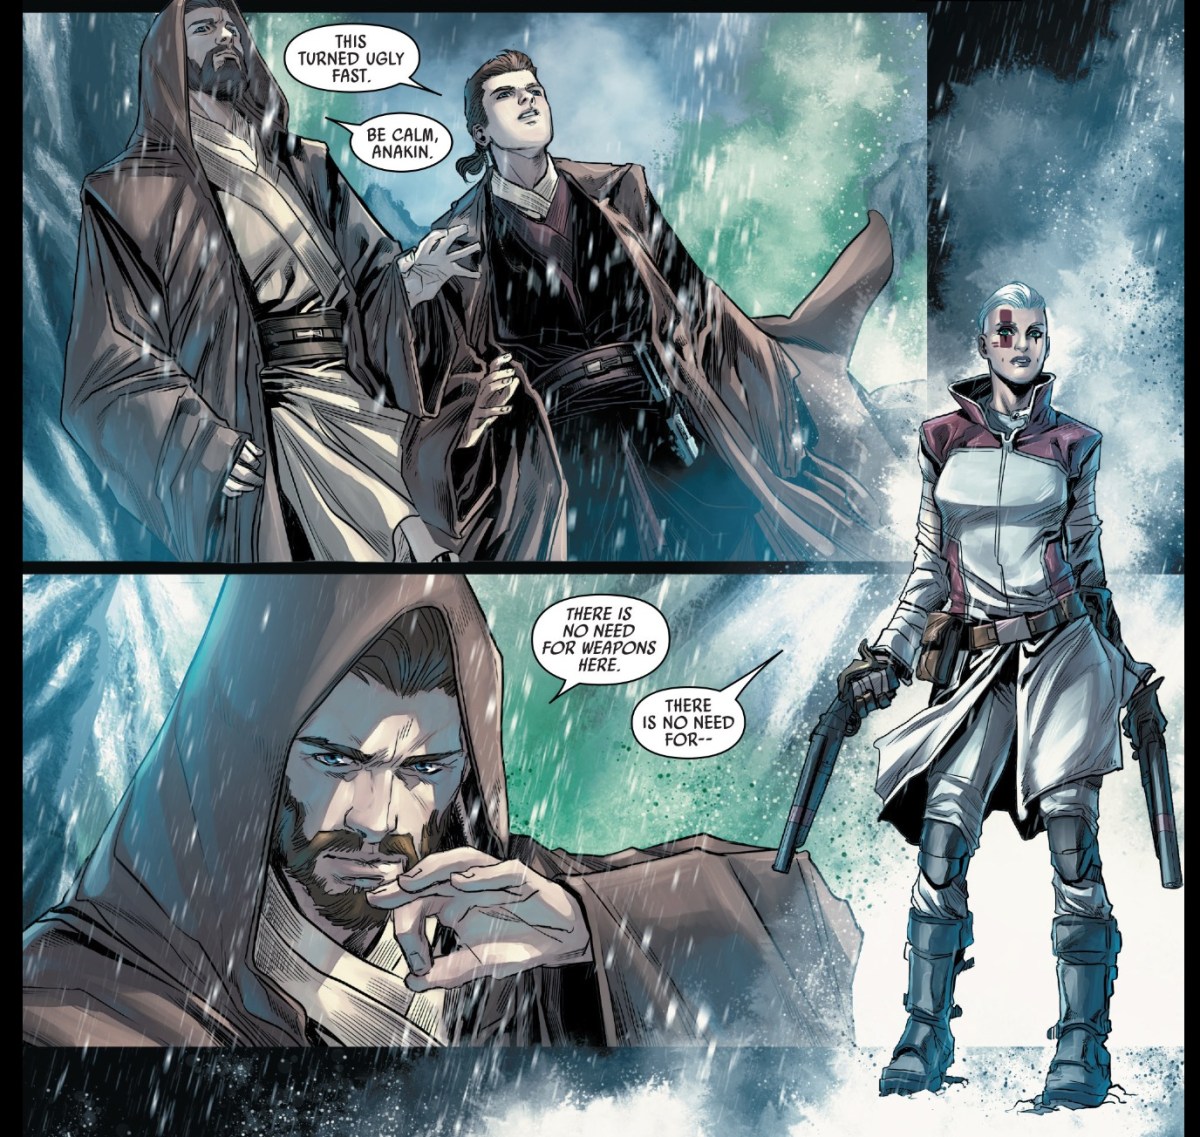 THIS
TURNED UGLY
FAST.
BE CALM,
ANAKIN.
THERE IS
NO NEED
FOR WEAPONS
HERE.
THERE
IS NO NEED
FOR--